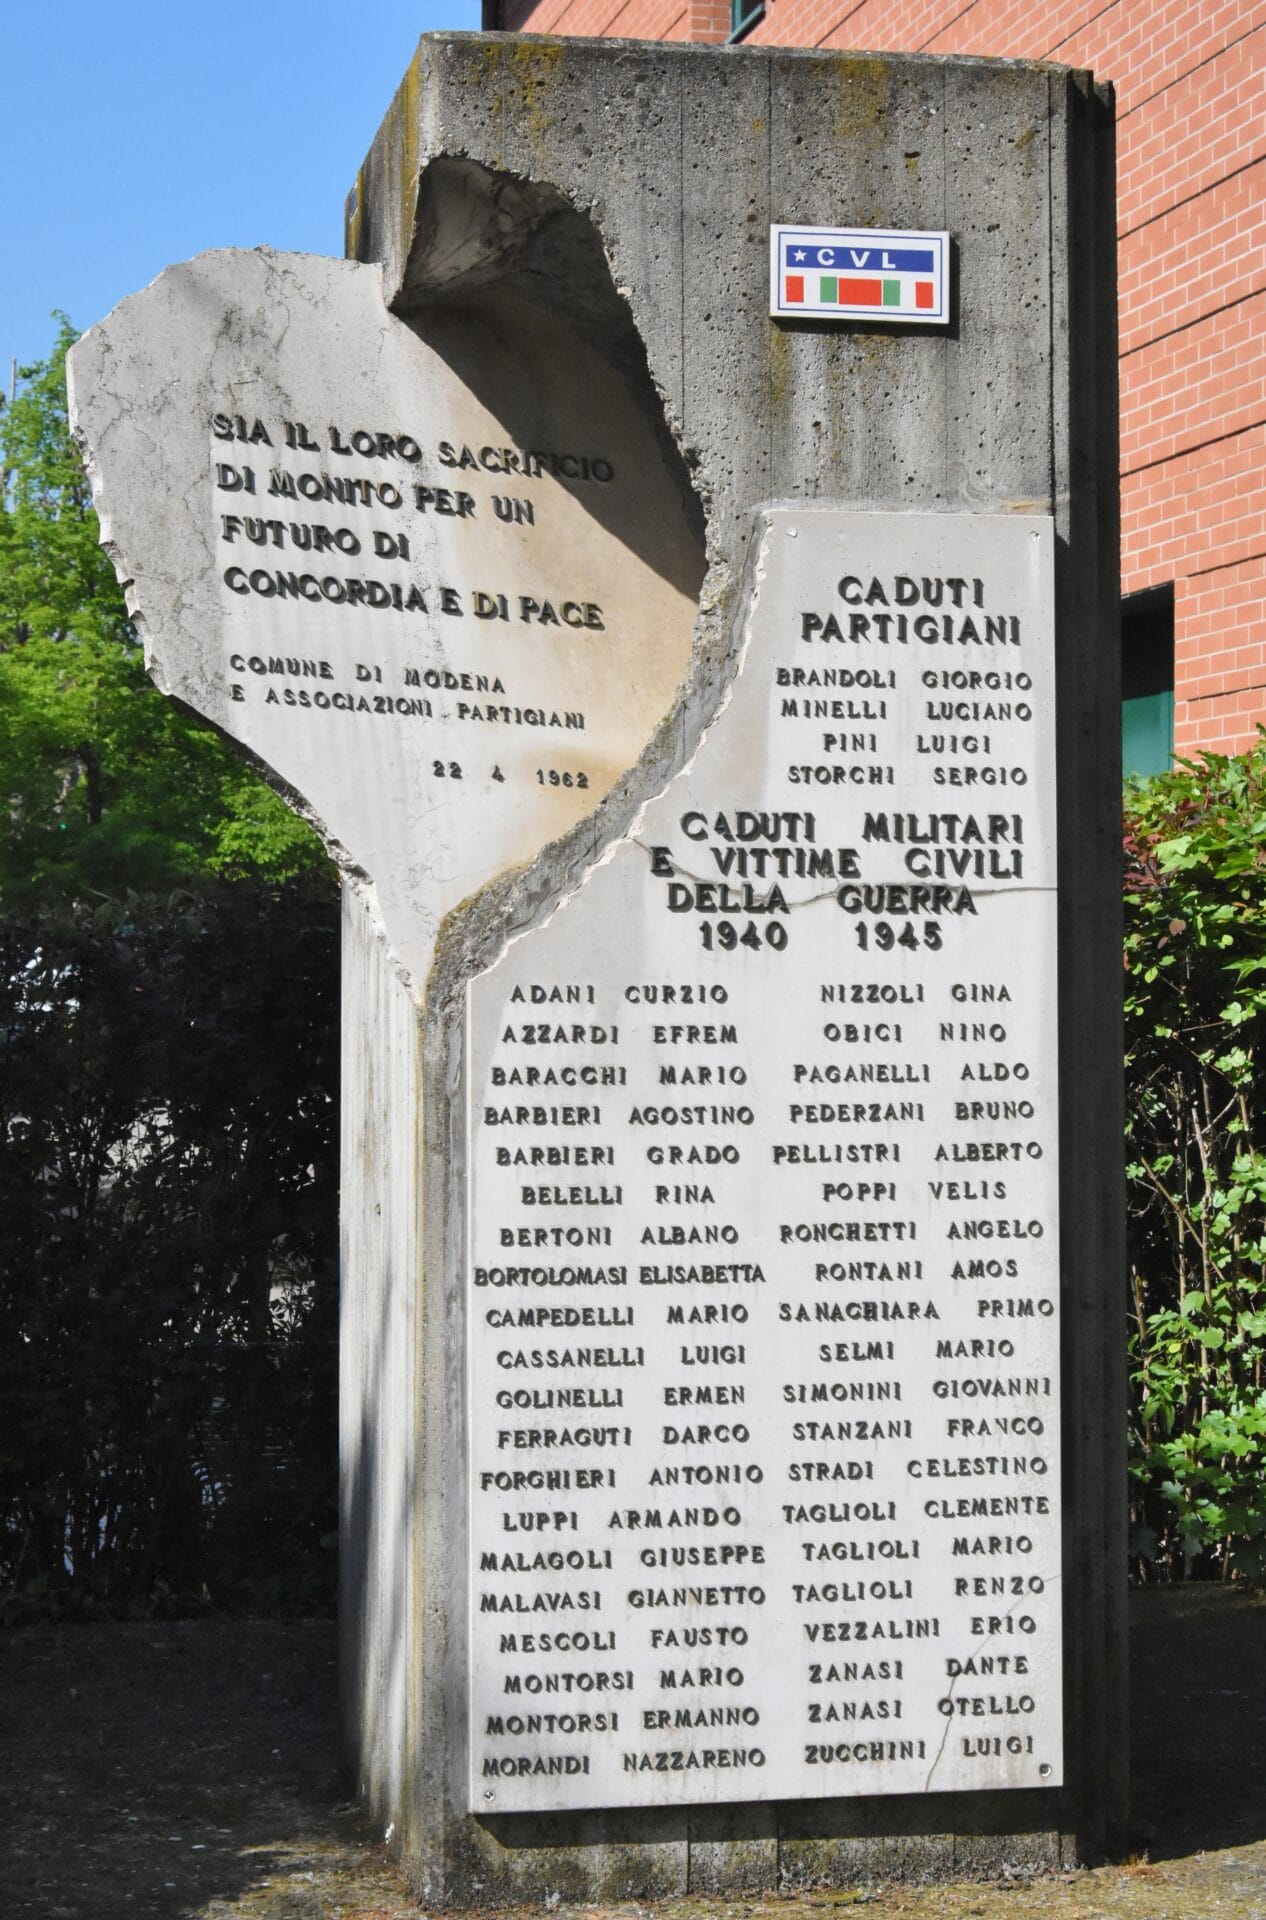 CVL
SIA IL LORO SACRIFICIO
DI MONITO PER UN
FUTURO DI
CONCORDIA E DI PACE
COMUNE DI MODENA
E ASSOCIAZIONI PARTIGIANI
22 4 1962
CADUTI
PARTIGIANI
BRANDOLI GIORGIO
MINELLI LUCIANO
PINI LUIGI
STORCHI SERGIO
CADUTI MILITARI
E VITTIME CIVILI
DELLA GUERRA
1940 1945
ADANI CURZIO
AZZARDI EFREM
BARACCHI MARIO
BARBIERI AGOSTINO
BARBIERI GRADO
BELELLI RINA
BERTONI ALBANO
BORTOLOMASI ELISABETTA
CAMPEDELLI MARIO
CASSANELLI LUIGI
GOLINELLI ERMEN
FERRAGUTI DARCO
FORGHIERI ANTONIO
LUPPI ARMANDO
MALAGOLI GIUSEPPE
MALAVASI GIANNETTO
MESCOLI FAUSTO
MONTORSI MARIO
MONTORSI ERMANNO
MORANDI NAZZARENO
NIZZOLI GINA
OBICI NINO
PAGANELLI ALDO
PEDERZANI BRUNO
PELLISTRI ALBERTO
POPPI VELIS
RONCHETTI ANGELO
RONTANI AMOS
SANACHIARA PRIMO
SELMI MARIO
SIMONINI GIOVANNI
STANZANI FRANCO
STRADI CELESTINO
TAGLIOLI CLEMENTE
TAGLIOLI MARIO
TAGLIOLI RENZO
VEZZALINI ERIO
ZANASI DANTE
ZANASI OTELLO
ZUCCHINI LUIGI